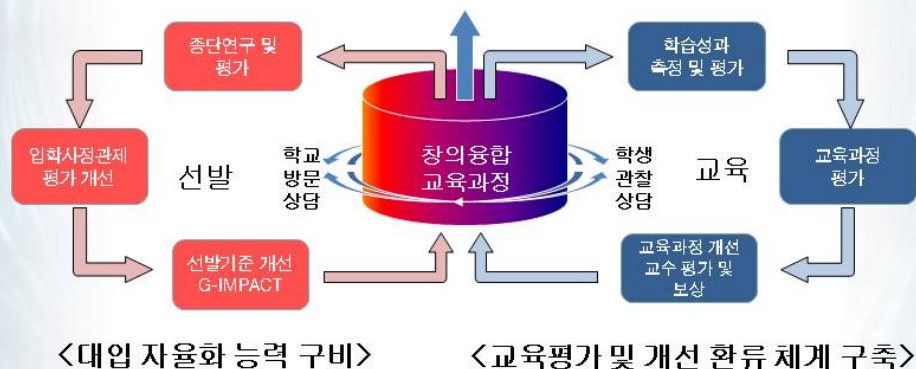 종단연구 및
평가
입학사정관제
평가 개선
선발기준 개선
G-IMPACT
선발
학교
방문
상담
창의융합
교육과정
학생
관찰
상담
교육
학습성과
측정 및 평가
교육과정
평가
교육과정 개선
교수 평가 및
보상
<대입 자율화 능력 구비>
<교육평가 및 개선 환류 체계 구축>